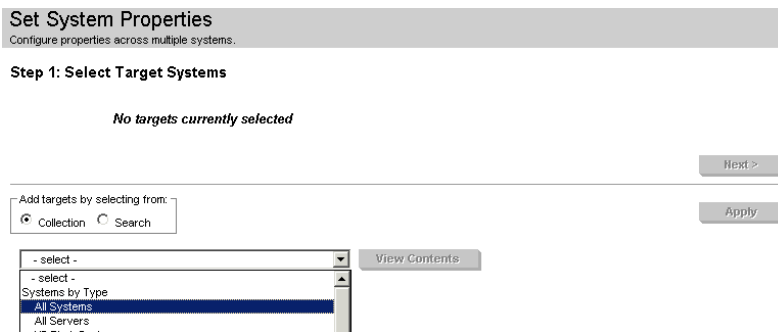 Set System Properties
Configure properties across multiple systems.
Step 1: Select Target Systems
No targets currently selected
Next >
Add targets by selecting from:
Collection Search
Apply
- select -
View Contents
- select -
Systems by Type
All Systems
All Servers